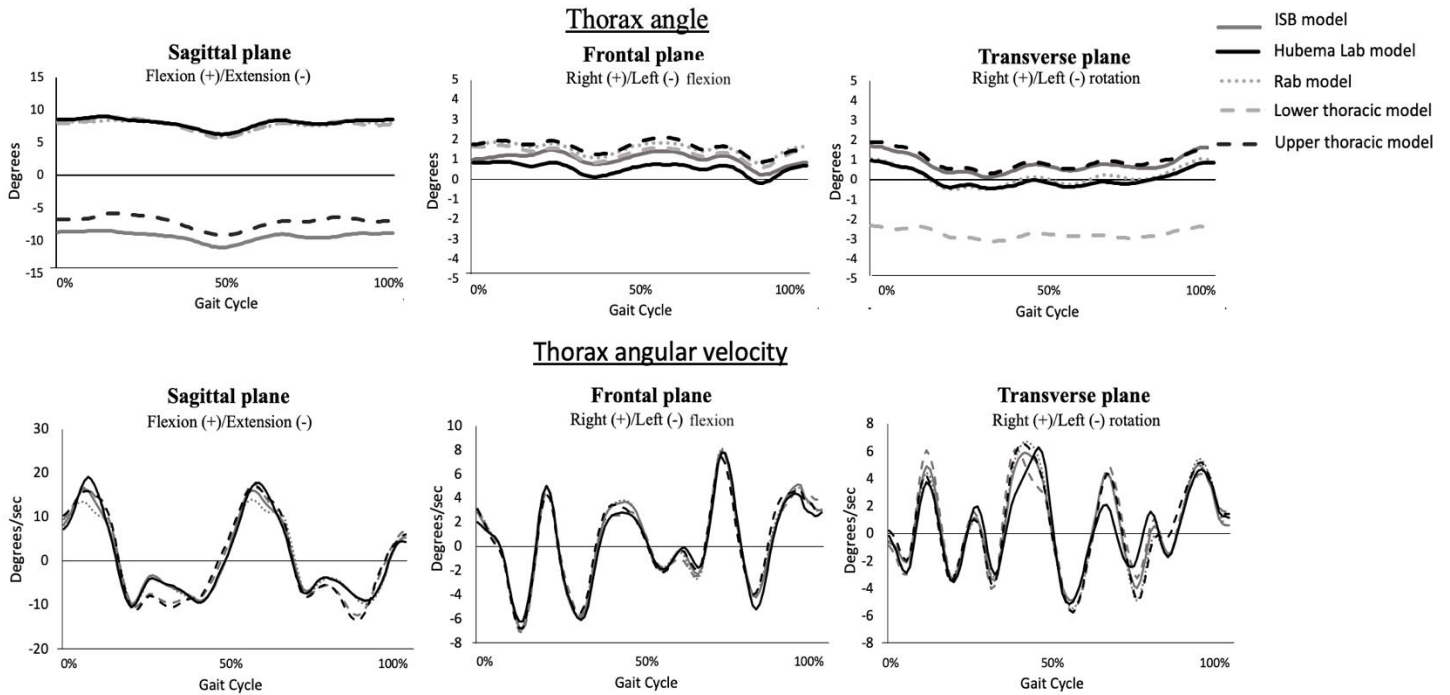 Thorax angle
Sagittal plane
Flexion (+)/Extension (-)
Degrees
15
10
5
0
-5
-10
-15
0%
50%
100%
Gait Cycle
Frontal plane
Right (+)/Left (-) flexion
Degrees
5
4
3
2
1
0
-1
-2
-3
-4
-5
0%
50%
100%
Gait Cycle
Transverse plane
Right (+)/Left (-) rotation
Degrees
5
4
3
2
1
0
-1
-2
-3
-4
-5
0%
50%
100%
Gait Cycle
ISB model
Hubema Lab model
Rab model
Lower thoracic model
Upper thoracic model
Thorax angular velocity
Sagittal plane
Flexion (+)/Extension (-)
Degrees/sec
30
20
10
0
-10
-20
0%
50%
100%
Gait Cycle
Frontal plane
Right (+)/Left (-) flexion
Degrees/sec
10
8
6
4
2
0
-2
-4
-6
-8
0%
50%
100%
Gait Cycle
Transverse plane
Right (+)/Left (-) rotation
Degrees/sec
8
6
4
2
0
-2
-4
-6
-8
0%
50%
100%
Gait Cycle